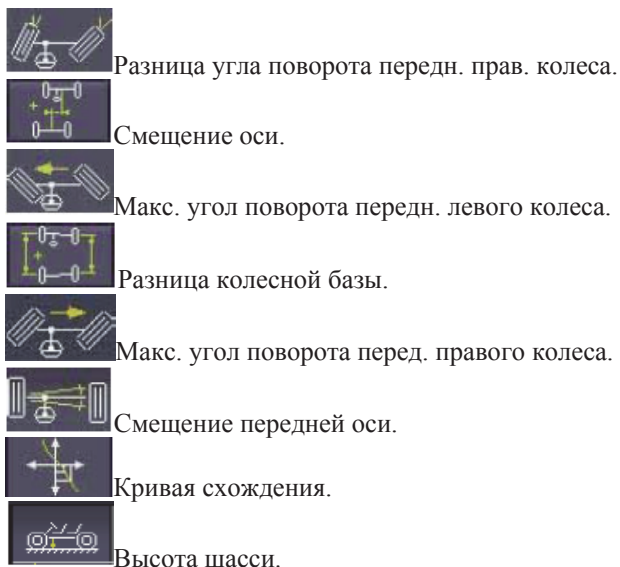 Разница угла поворота передн. прав. колеса.
Смещение оси.
Макс. угол поворота передн. левого колеса.
Разница колесной базы.
Макс. угол поворота перед. правого колеса.
Смещение передней оси.
Кривая схождения.
Высота шасси.